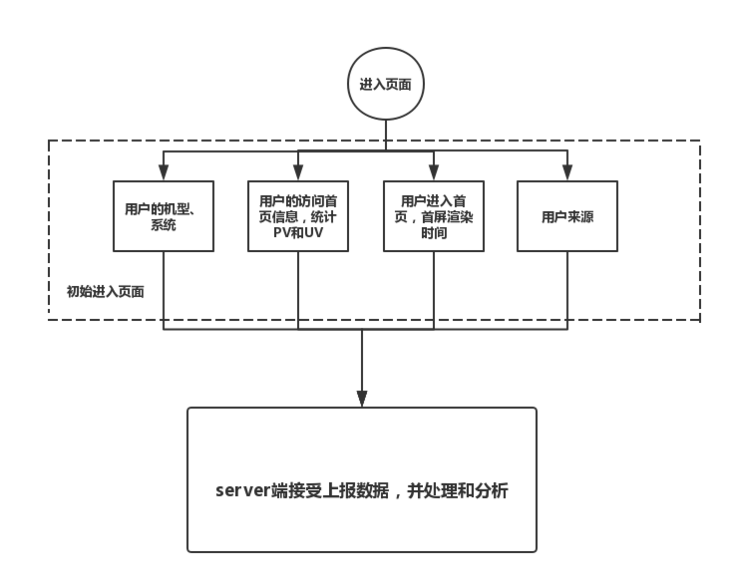 进入页面
用户的机型、
系统
用户的访问首
页信息，统计
PV和UV
用户进入首
页，首屏渲染
时间
用户来源
初始进入页面
server端接受上报数据，并处理和分析